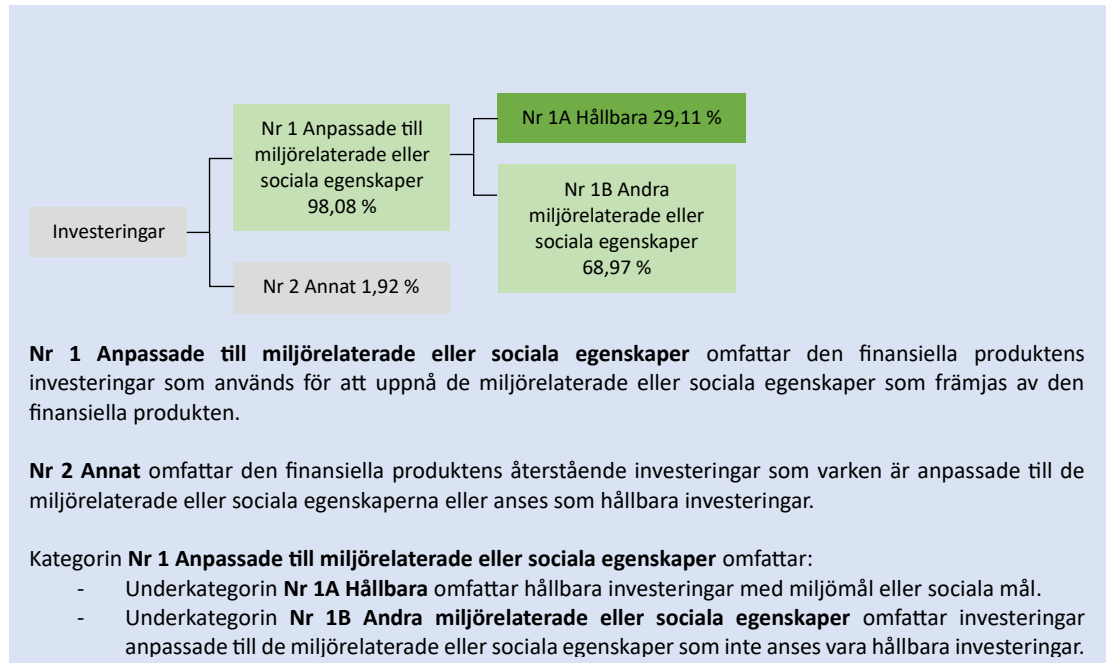 Nr 1A Hållbara 29,11 %
Nr 1 Anpassade till
miljörelaterade eller
sociala egenskaper
98,08 %
Nr 1B Andra
miljörelaterade eller
sociala egenskaper
68,97 %
Investeringar
Nr 2 Annat 1,92 %
Nr 1 Anpassade till miljörelaterade eller sociala egenskaper omfattar den finansiella produktens
investeringar som används för att uppnå de miljörelaterade eller sociala egenskaper som främjas av den
finansiella produkten.
Nr 2 Annat omfattar den finansiella produktens återstående investeringar som varken är anpassade till de
miljörelaterade eller sociala egenskaperna eller anses som hållbara investeringar.
Kategorin Nr 1 Anpassade till miljörelaterade eller sociala egenskaper omfattar:
- Underkategorin Nr 1A Hållbara omfattar hållbara investeringar med miljömål eller sociala mål.
- Underkategorin Nr 1B Andra miljörelaterade eller sociala egenskaper omfattar investeringar
anpassade till de miljörelaterade eller sociala egenskaper som inte anses vara hållbara investeringar.